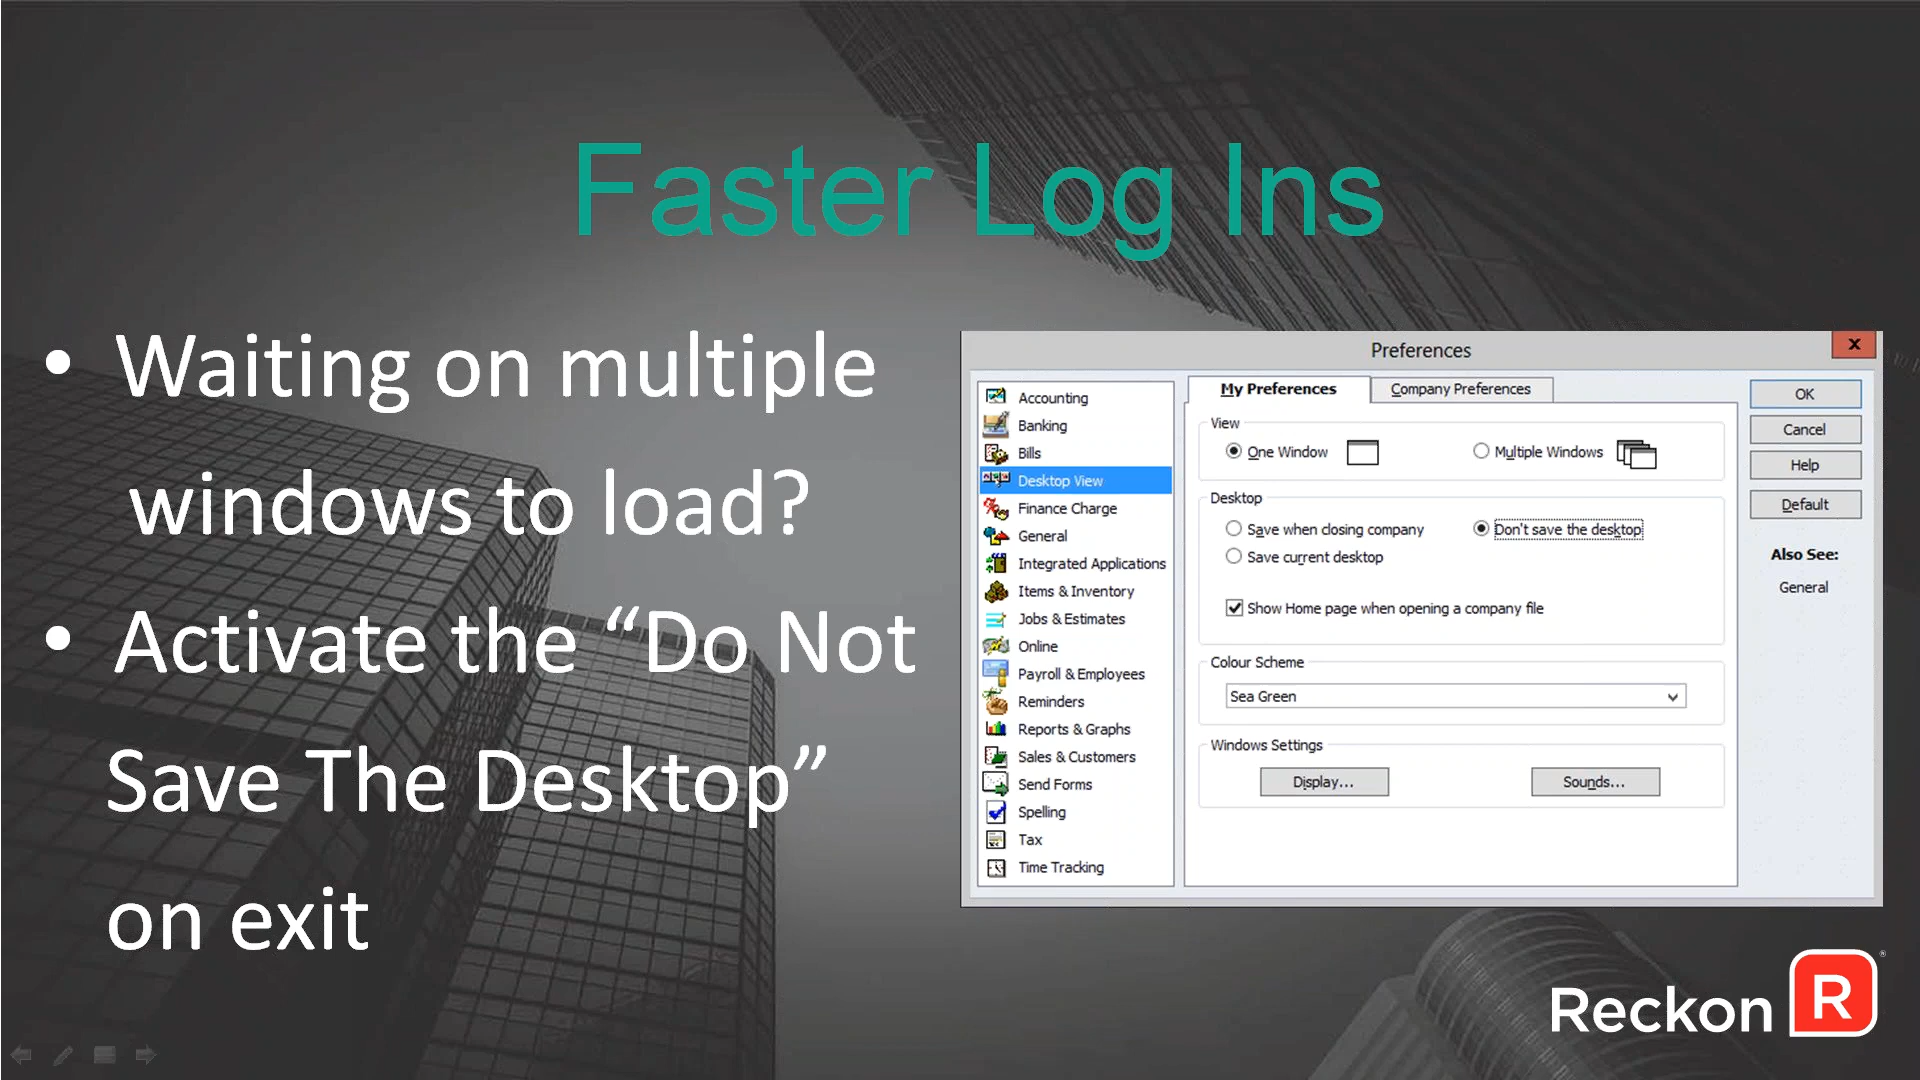 Faster Log Ins
• Waiting on multiple
windows to load?
• Activate the “Do Not
Save The Desktop”
on exit
Preferences
x
Accounting
Banking
Bills
Desktop View
Finance Charge
General
Integrated Applications
Items & Inventory
Jobs & Estimates
Online
Payroll & Employees
Reminders
Reports & Graphs
Sales & Customers
Send Forms
Spelling
Tax
Time Tracking
My Preferences
Company Preferences
View
One Window
Multiple Windows
Desktop
Save when closing company
Don't save the desktop
Save current desktop
Show Home page when opening a company file
Colour Scheme
Sea Green
Windows Settings
Display...
Sounds...
OK
Cancel
Help
Default
Also See:
General
Reckon R®